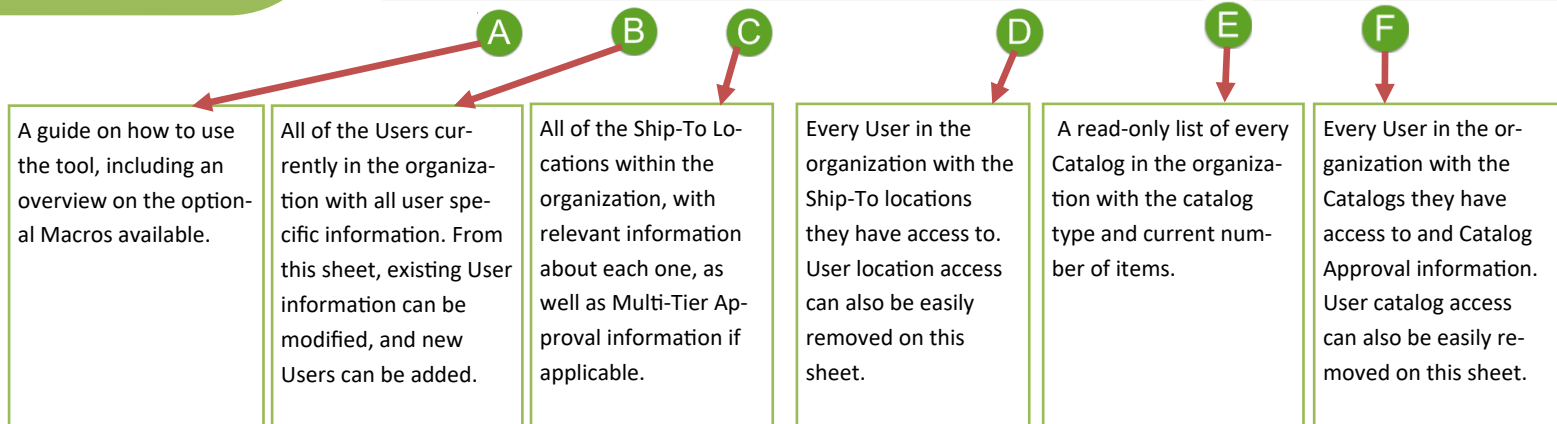 A
B
C
D
E
F
A guide on how to use
the tool, including an
overview on the option-
al Macros available.
All of the Users cur-
rently in the organiza-
tion with all user spe-
cific information. From
this sheet, existing User
information can be
modified, and new
Users can be added.
All of the Ship-To Lo-
cations within the
organization, with
relevant information
about each one, as
well as Multi-Tier Ap-
proval information if
applicable.
Every User in the
organization with the
Ship-To locations
they have access to.
User location access
can also be easily
removed on this
sheet.
A read-only list of every
Catalog in the organiza-
tion with the catalog
type and current num-
ber of items.
Every User in the or-
ganization with the
Catalogs they have
access to and Catalog
Approval information.
User catalog access
can also be easily re-
moved on this sheet.